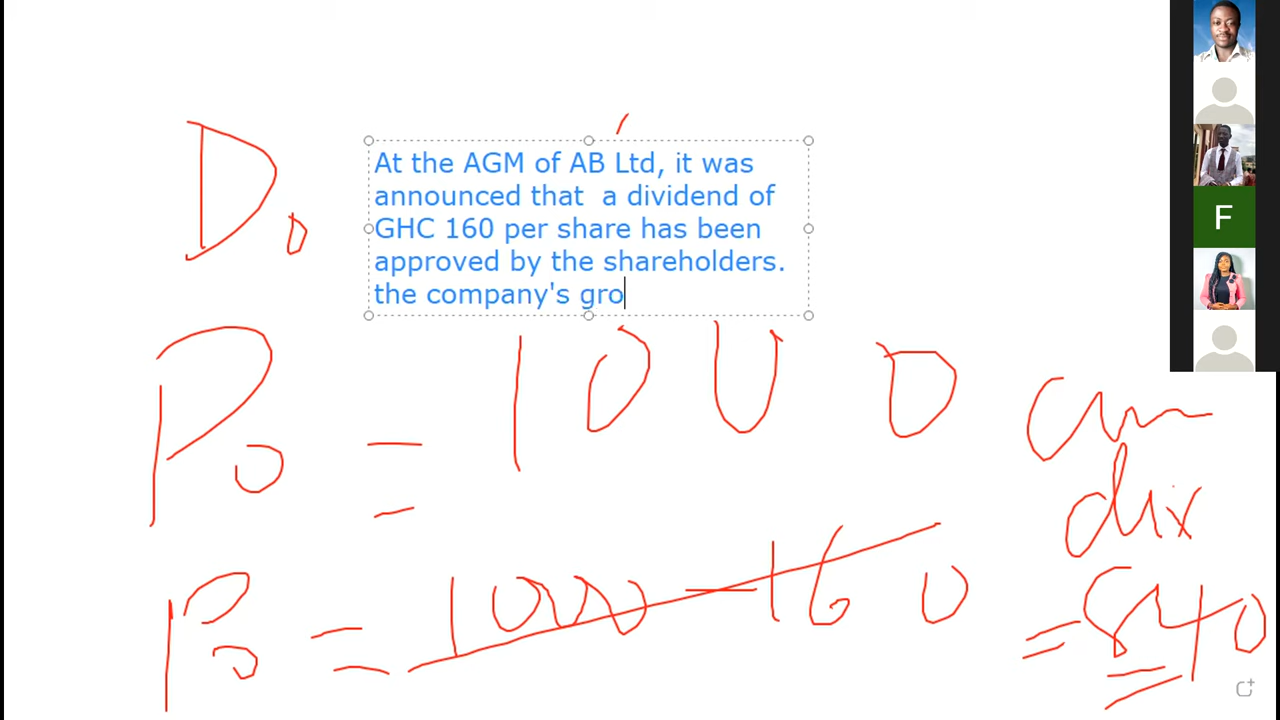 D0
At the AGM of AB Ltd, it was
announced that  a dividend of
GHC 160 per share has been
approved by the shareholders.
the company's gro
P0 = 1000 cum
div
P0 = 1000 - 160 = 840
F